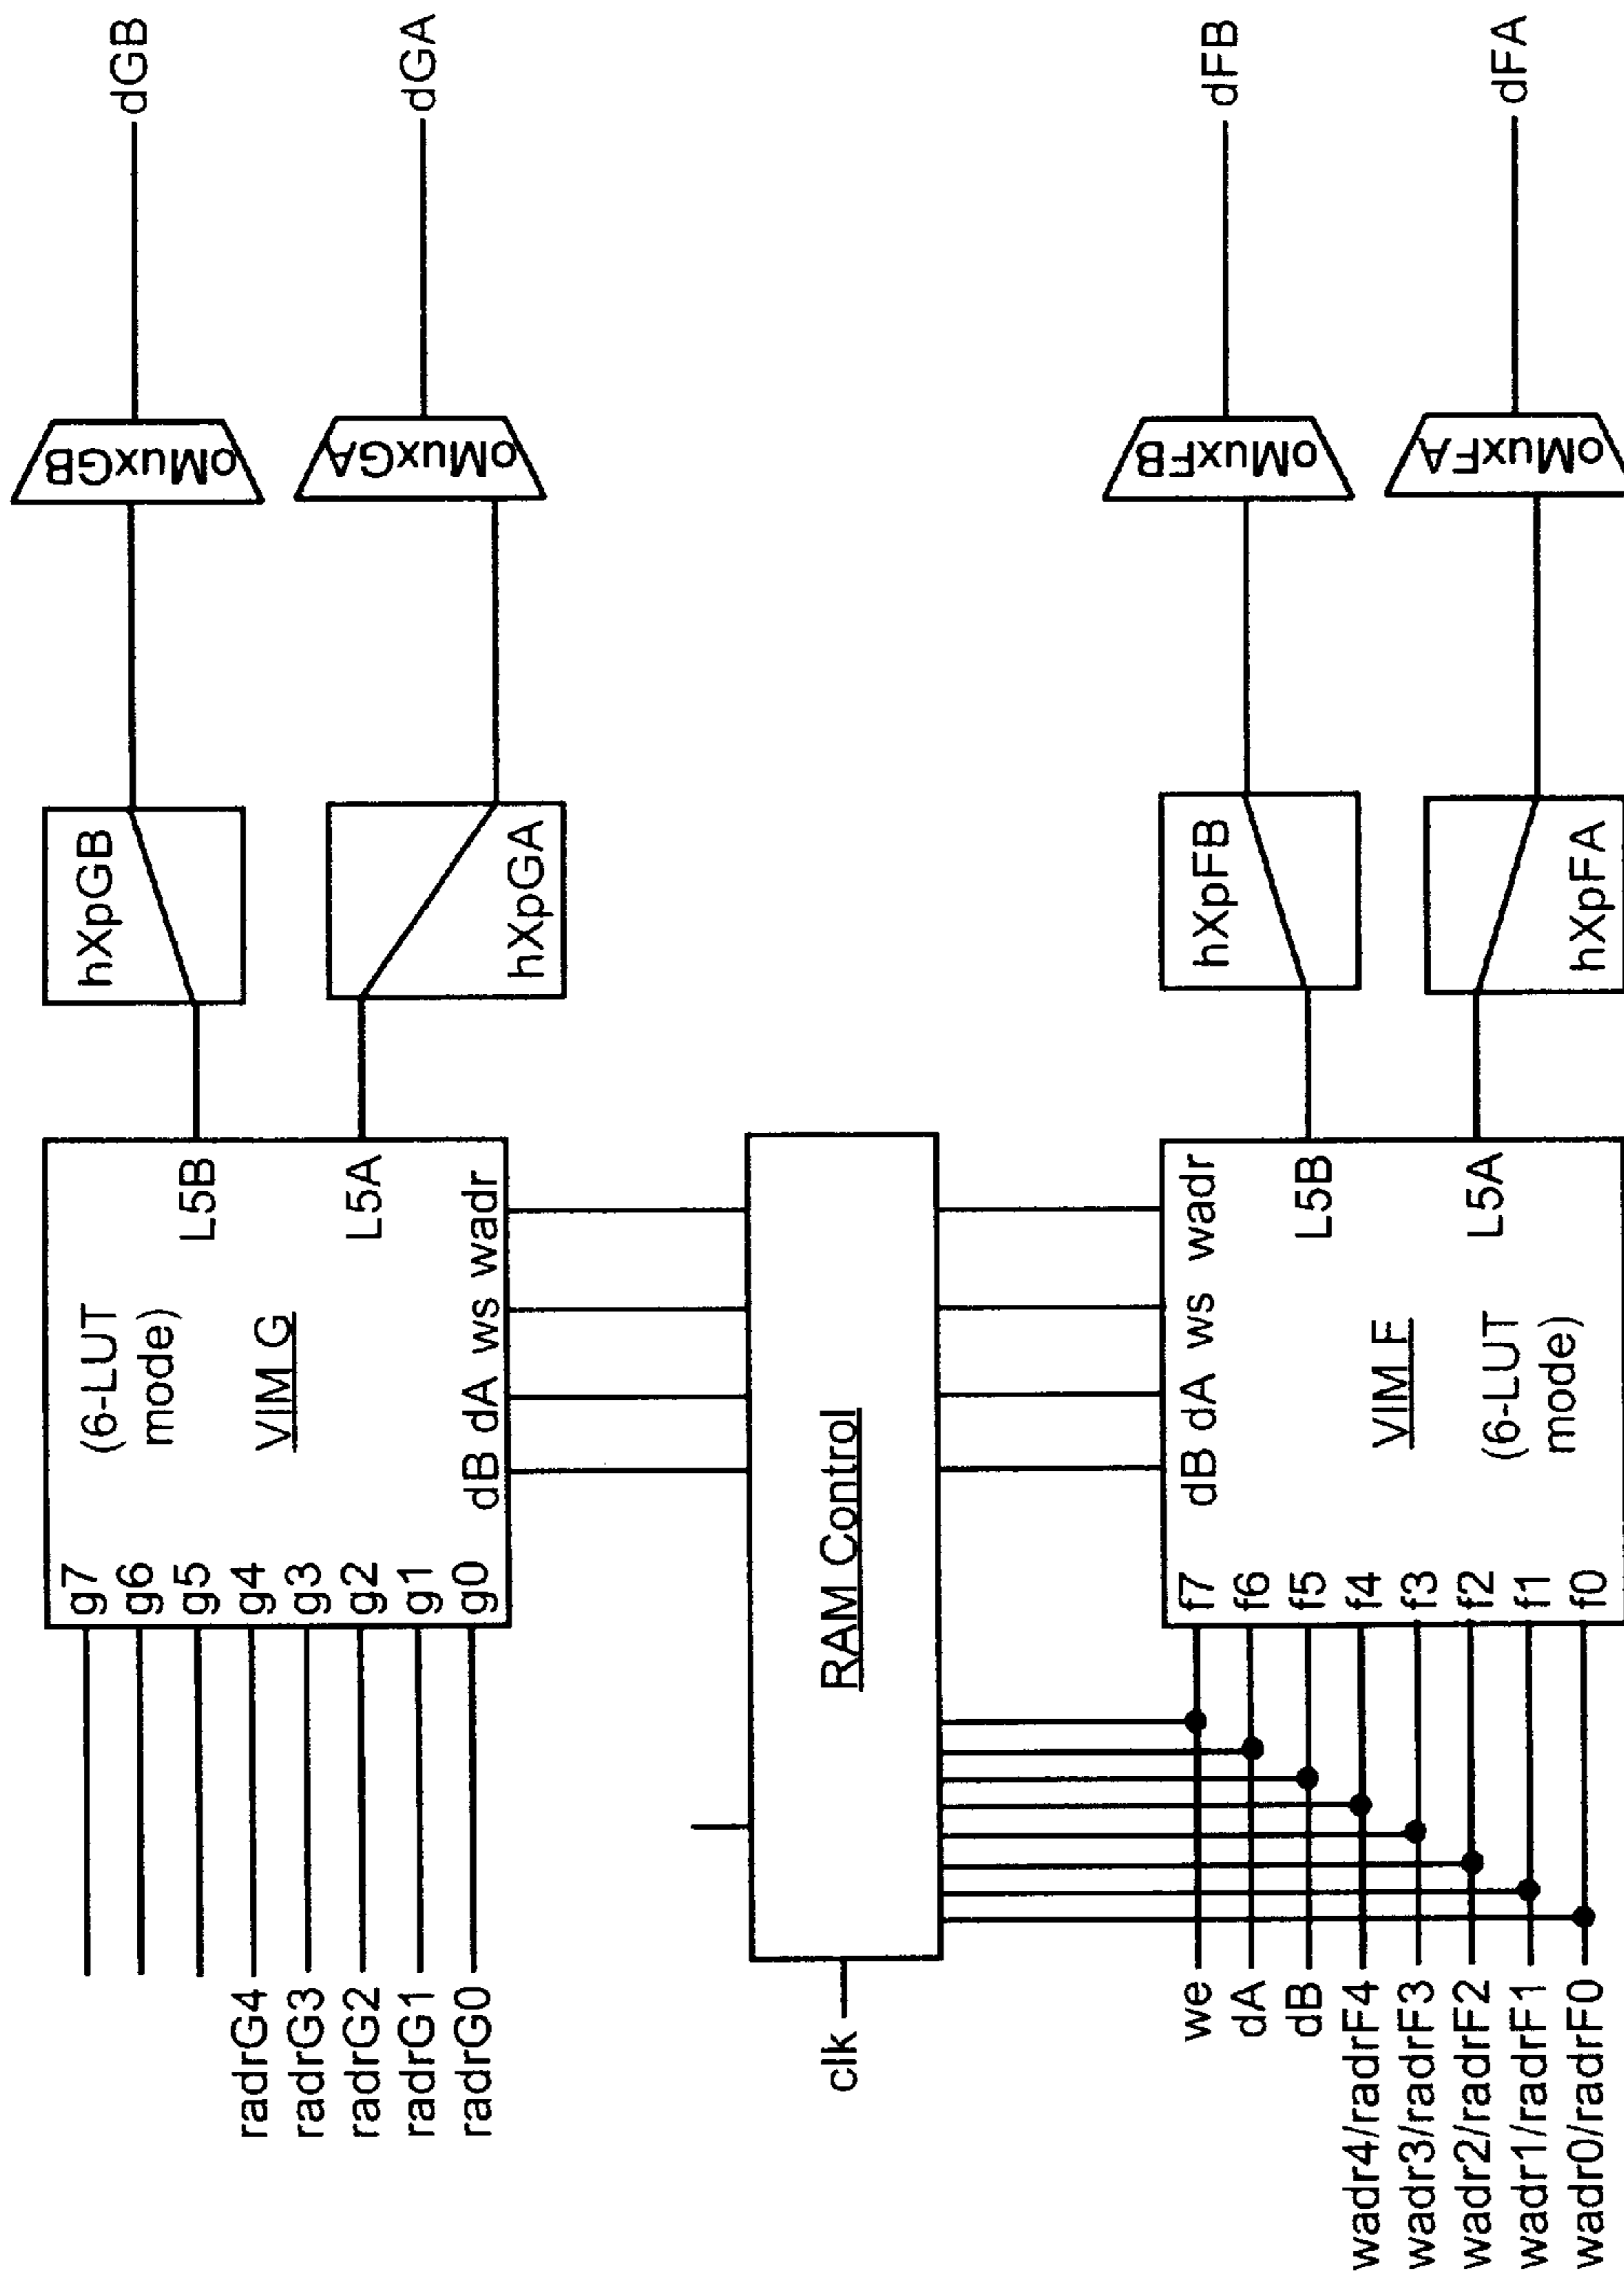 dGB
dGA
dFB
dFA
oMuxGB
oMuxGA
oMuxFB
oMuxFA
hXpGB
hXpGA
hXpFB
hXpFA
g7
g6
g5
g4
g3
g2
g1
g0
(6-LUT
mode)
VIM G
L5B
L5A
dB dA ws wadr
radrG4
radrG3
radrG2
radrG1
radrG0
RAM Control
clk
f7
f6
f5
f4
f3
f2
f1
f0
dB dA ws wadr
L5B
L5A
VIM F
(6-LUT
mode)
we
dA
dB
wadr4/radrF4
wadr3/radrF3
wadr2/radrF2
wadr1/radrF1
wadr0/radrF0